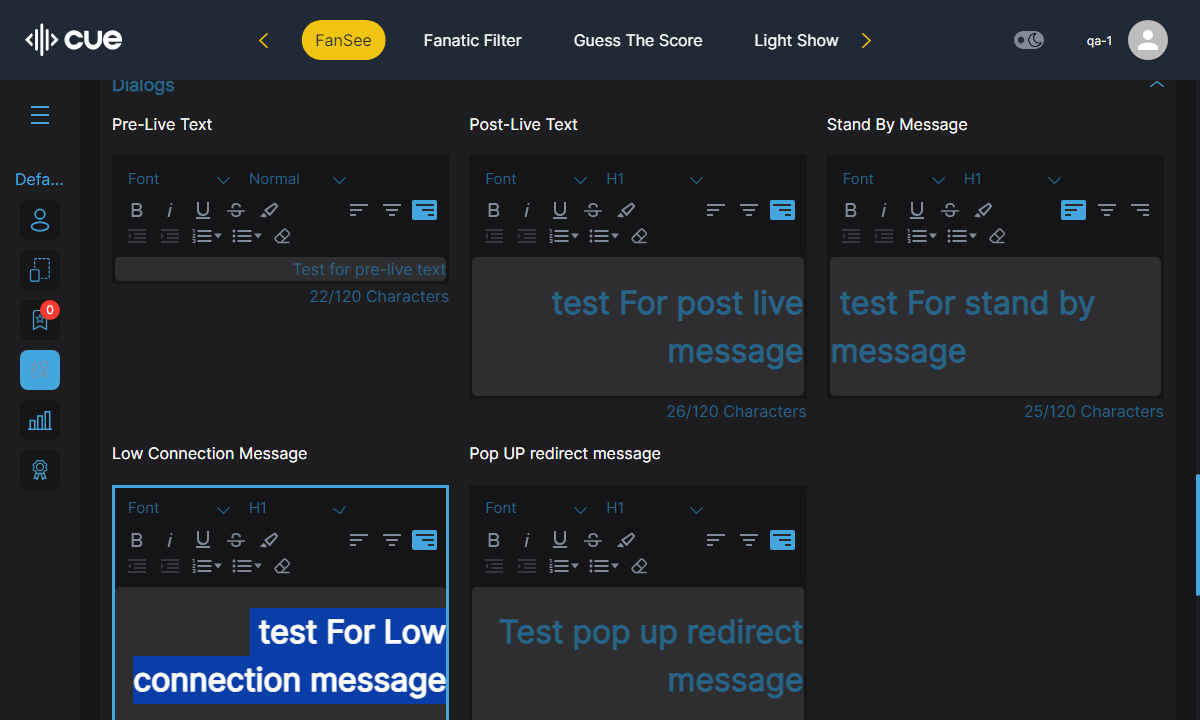 cue
FanSee
Fanatic Filter
Guess The Score
Light Show
qa-1
Dialogs
Defa...
0
Pre-Live Text
Font
Normal
B i U S
Test for pre-live text
22/120 Characters
Post-Live Text
Font
H1
B i U S
test For post live
message
26/120 Characters
Stand By Message
Font
H1
B i U S
test For stand by
message
25/120 Characters
Low Connection Message
Font
H1
B i U S
test For Low
connection message
Pop UP redirect message
Font
H1
B i U S
Test pop up redirect
message